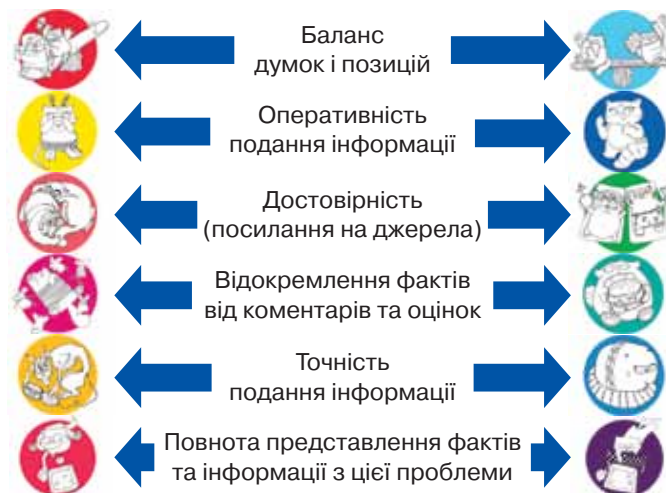 Баланс
думок і позицій
Оперативність
подання інформації
Достовірність
(посилання на джерела)
Відокремлення фактів
від коментарів та оцінок
Точність
подання інформації
Повнота представлення фактів
та інформації з цієї проблеми